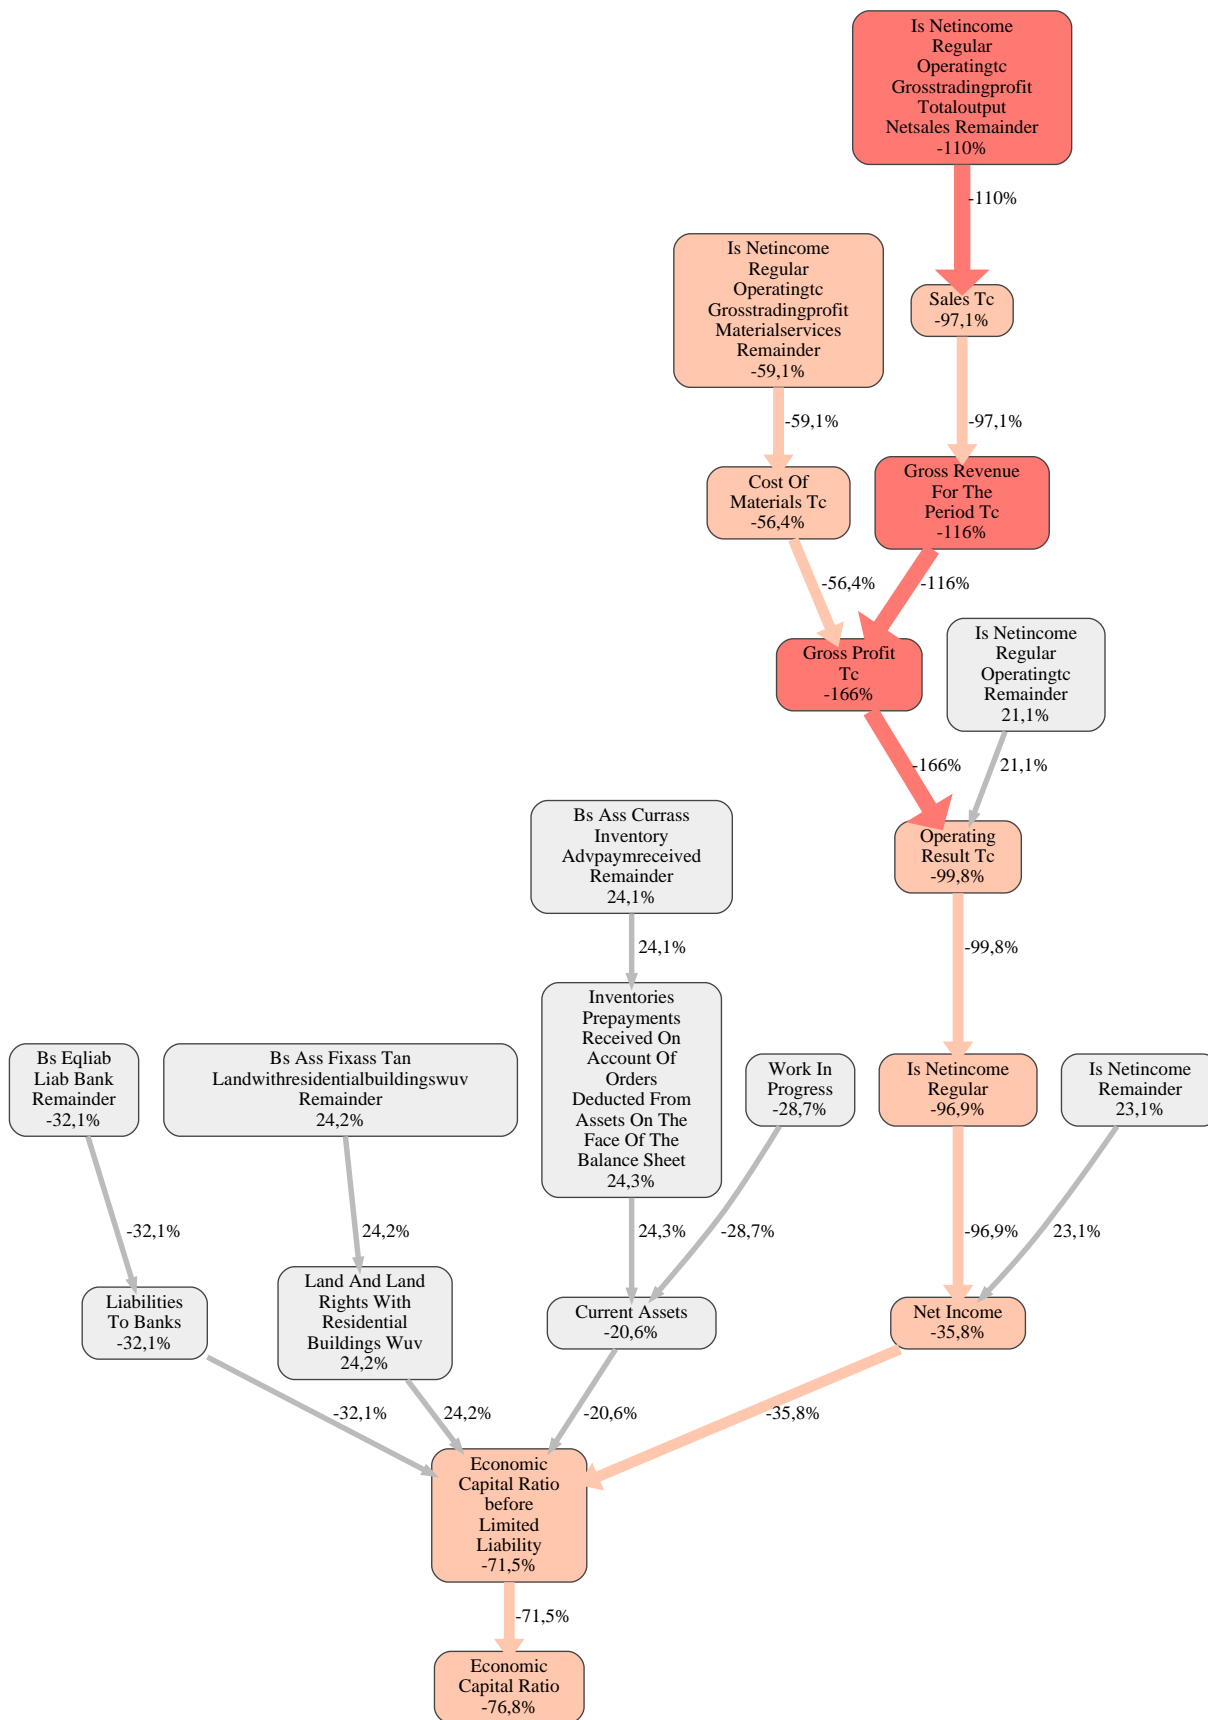 Is Netincome
Regular
Operatingtc
Grosstradingprofit
Totaloutput
Netsales Remainder
-110%
-110%
Is Netincome
Regular
Operatingtc
Grosstradingprofit
Materialservices
Remainder
-59,1%
Sales Tc
-97,1%
-59,1%
-97,1%
Cost Of
Materials Tc
-56,4%
Gross Revenue
For The
Period Tc
-116%
-56,4%
-116%
Gross Profit
Tc
-166%
Is Netincome
Regular
Operatingtc
Remainder
21,1%
-166%
21,1%
Bs Ass Currass
Inventory
Advpaymreceived
Remainder
24,1%
Operating
Result Tc
-99,8%
24,1%
-99,8%
Bs Eqliab
Liab Bank
Remainder
-32,1%
Bs Ass Fixass Tan
Landwithresidentialbuildingswuv
Remainder
24,2%
Inventories
Prepayments
Received On
Account Of
Orders
Deducted From
Assets On The
Face Of The
Balance Sheet
24,3%
Work In
Progress
-28,7%
Is Netincome
Regular
-96,9%
Is Netincome
Remainder
23,1%
-32,1%
24,2%
24,3%
-28,7%
-96,9%
23,1%
Liabilities
To Banks
-32,1%
Land And Land
Rights With
Residential
Buildings Wuv
24,2%
Current Assets
-20,6%
Net Income
-35,8%
-32,1%
24,2%
-20,6%
-35,8%
Economic
Capital Ratio
before
Limited
Liability
-71,5%
-71,5%
Economic
Capital Ratio
-76,8%